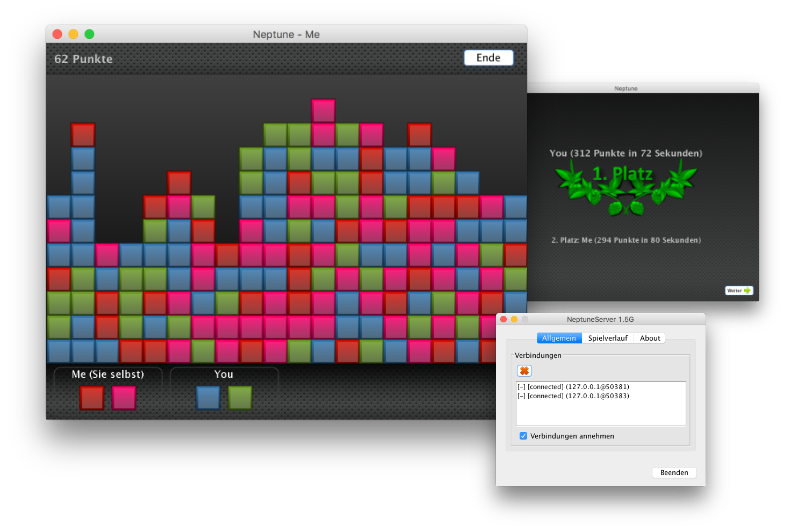 Neptune - Me
62 Punkte
Ende
Me (Sie selbst)
You
Neptune
You (312 Punkte in 72 Sekunden)
1. Platz
2. Platz: Me (294 Punkte in 80 Sekunden)
Weiter
NeptuneServer 1.5G
Allgemein
Spielverlauf
About
Verbindungen
[-] [connected] (127.0.0.1@50381)
[-] [connected] (127.0.0.1@50383)
Verbindungen annehmen
Beenden